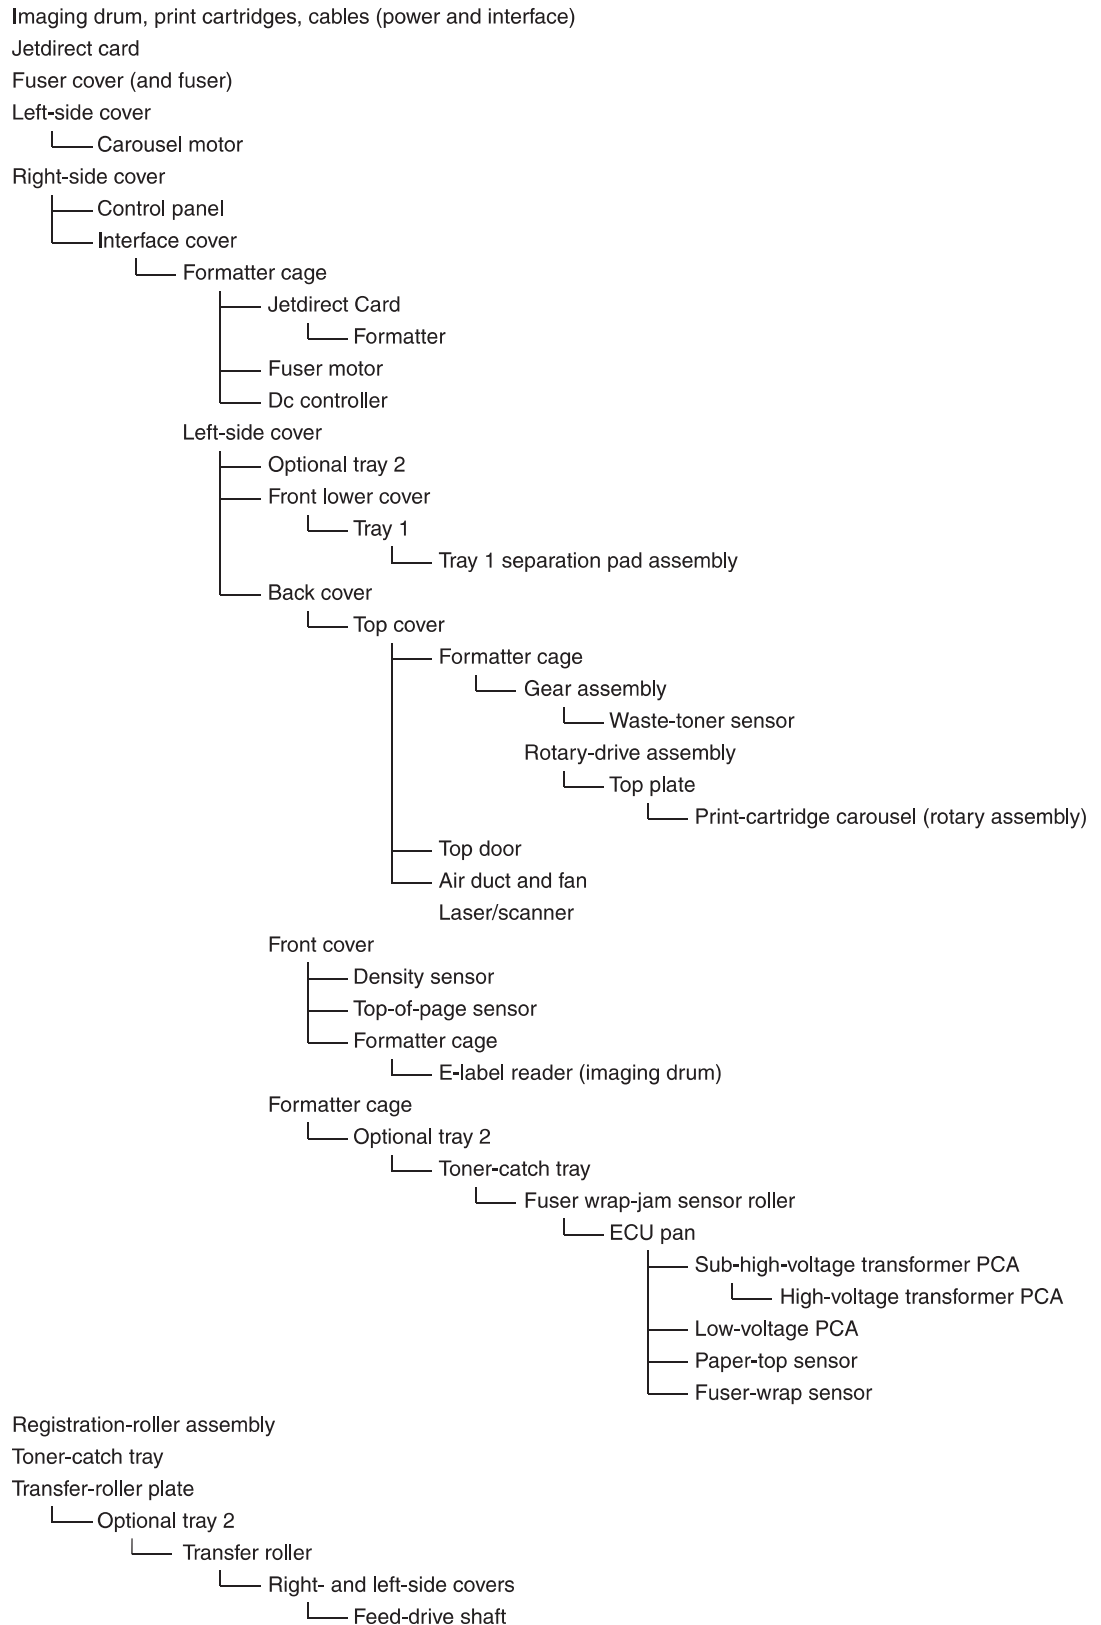 Imaging drum, print cartridges, cables (power and interface)
Jetdirect card
Fuser cover (and fuser)
Left-side cover
Carousel motor
Right-side cover
Control panel
Interface cover
Formatter cage
Jetdirect Card
Formatter
Fuser motor
Dc controller
Left-side cover
Optional tray 2
Front lower cover
Tray 1
Tray 1 separation pad assembly
Back cover
Top cover
Formatter cage
Gear assembly
Waste-toner sensor
Rotary-drive assembly
Top plate
Print-cartridge carousel (rotary assembly)
Top door
Air duct and fan
Laser/scanner
Front cover
Density sensor
Top-of-page sensor
Formatter cage
E-label reader (imaging drum)
Formatter cage
Optional tray 2
Toner-catch tray
Fuser wrap-jam sensor roller
ECU pan
Sub-high-voltage transformer PCA
High-voltage transformer PCA
Low-voltage PCA
Paper-top sensor
Fuser-wrap sensor
Registration-roller assembly
Toner-catch tray
Transfer-roller plate
Optional tray 2
Transfer roller
Right- and left-side covers
Feed-drive shaft